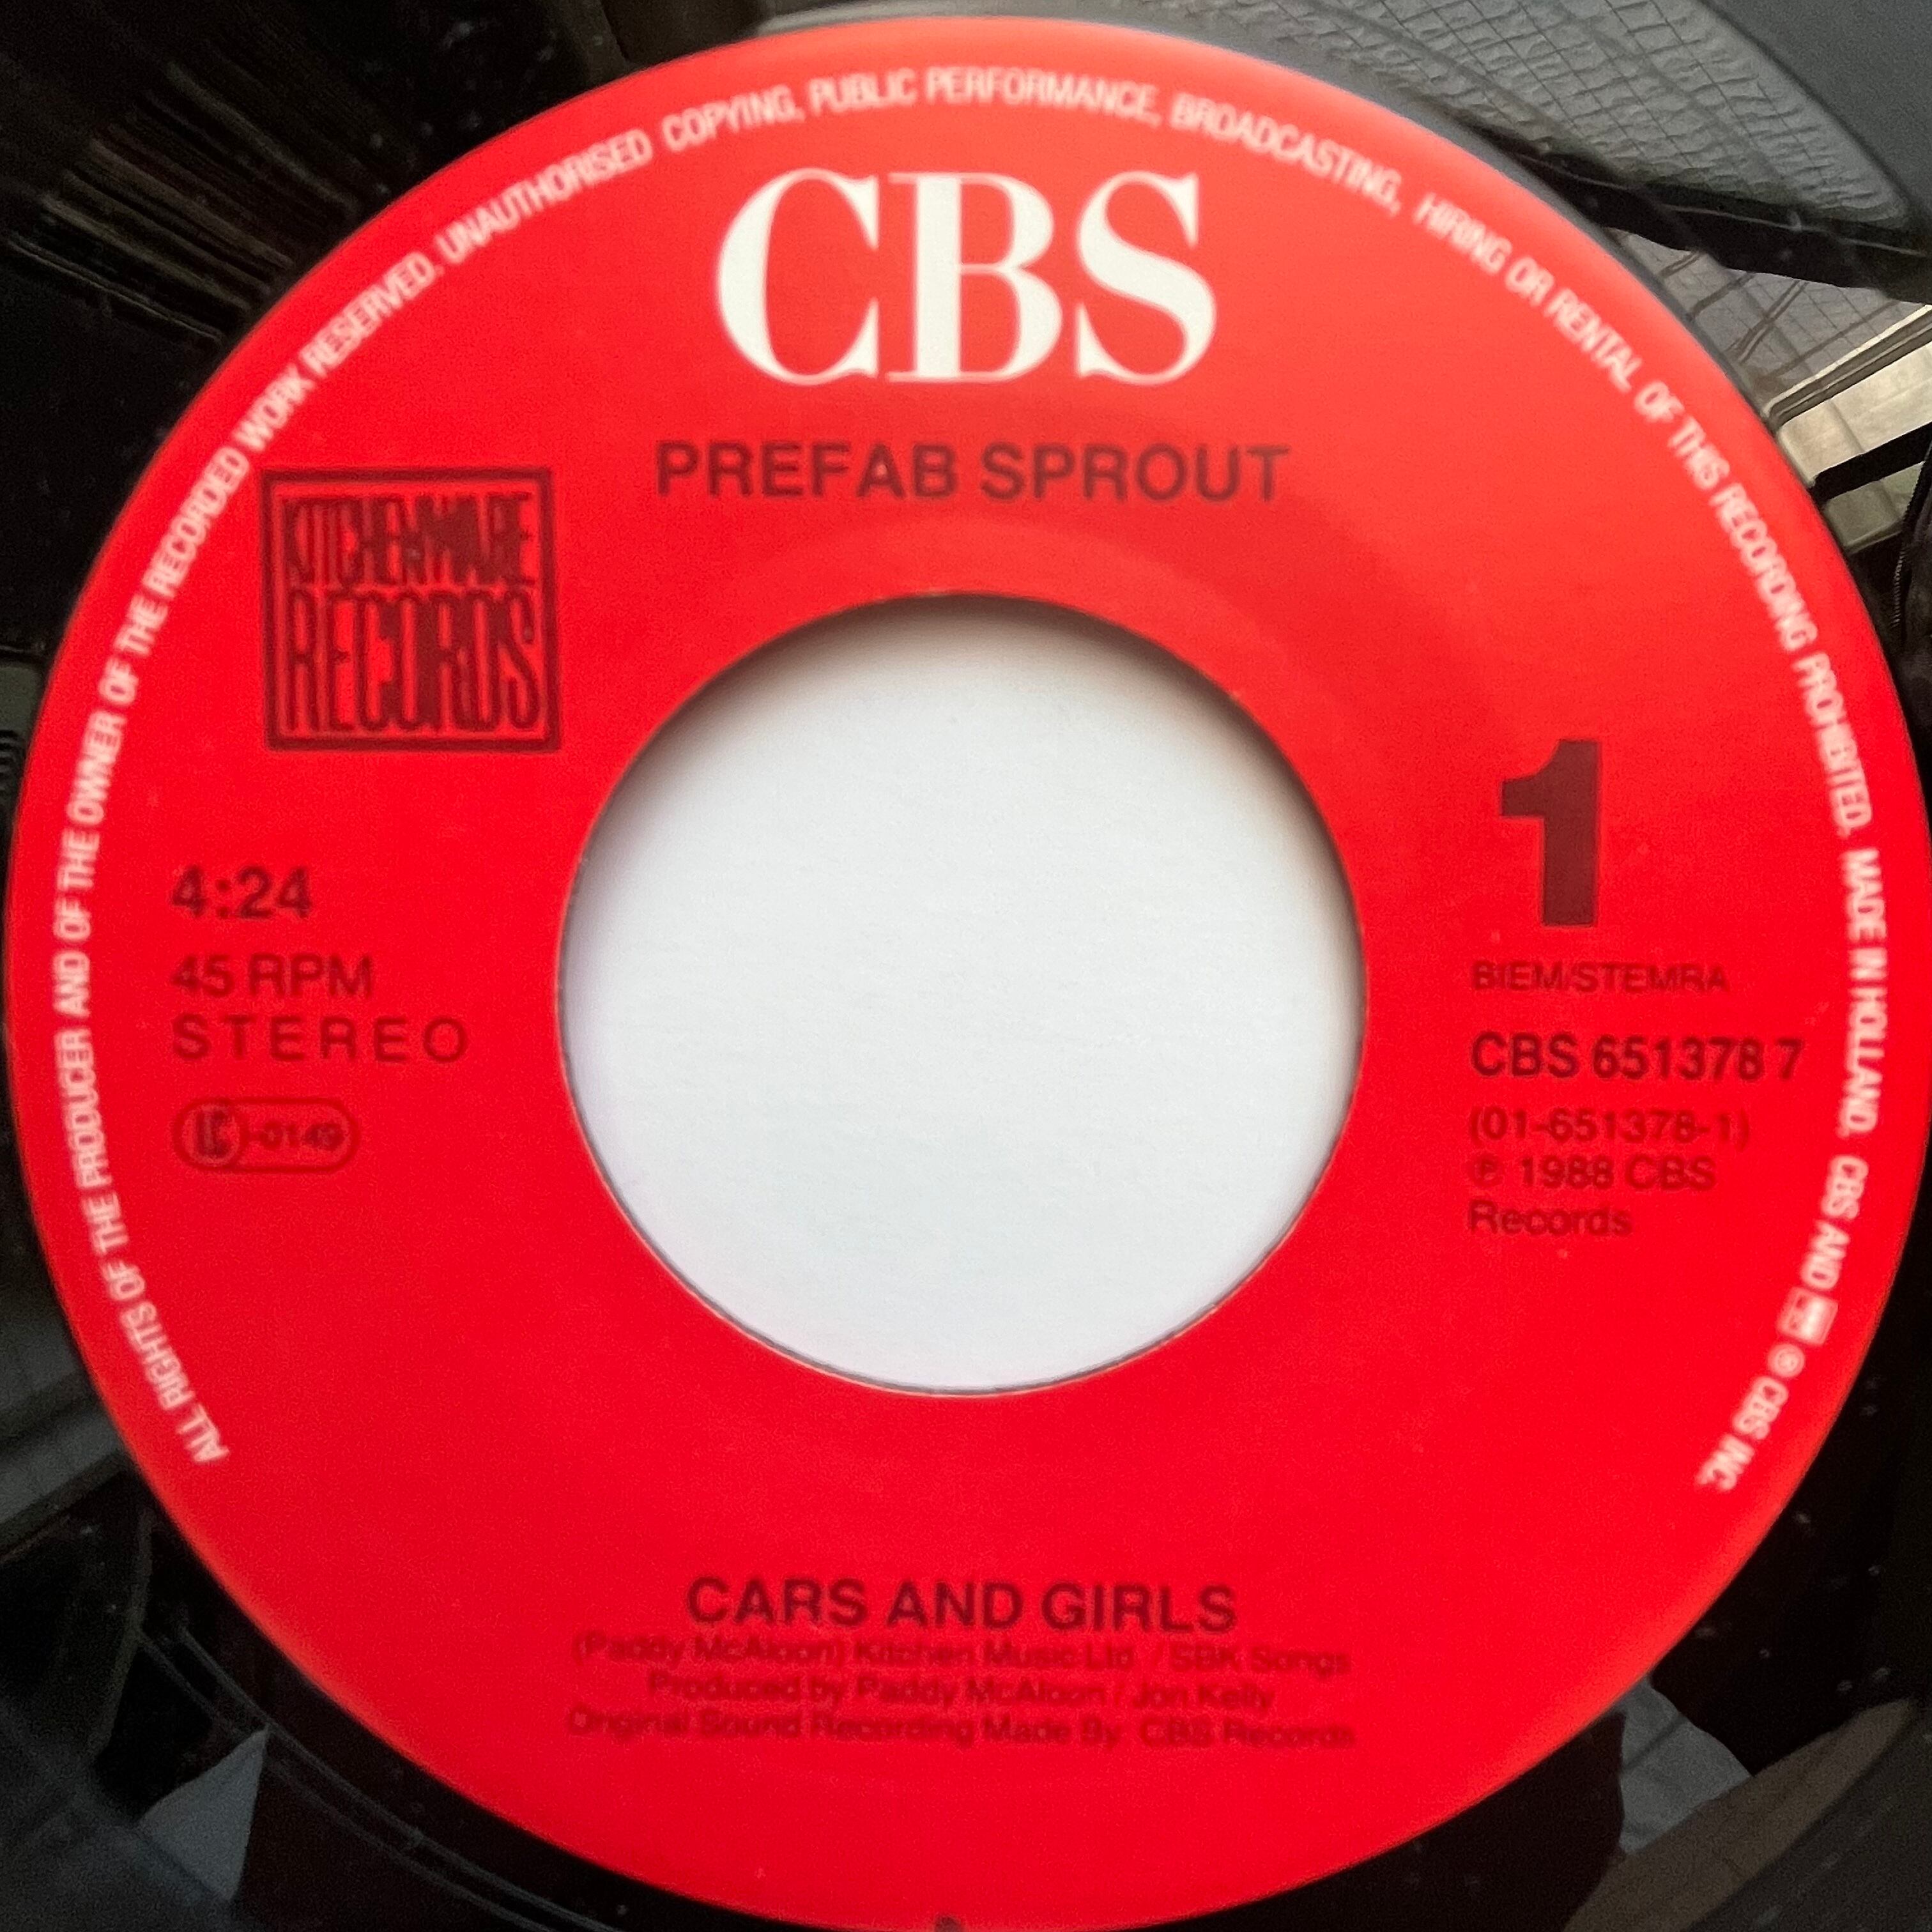 ALL RIGHTS OF THE PRODUCER AND OF THE OWNER OF THE RECORDED WORK RESERVED. UNAUTHORISED COPYING, PUBLIC PERFORMANCE, BROADCASTING, HIRING OR RENTAL OF THIS RECORDING PROHIBITED. MADE IN HOLLAND. CBS AND ® CBS INC.
CBS
PREFAB SPROUT
KITCHENWARE
RECORDS
4:24
45 RPM
STEREO
LC-0149
1
BIEM/STEMRA
CBS 651378 7
(01-651378-1)
℗ 1988 CBS
Records
CARS AND GIRLS
(Paddy McAloon) Kitchen Music Ltd. / SBK Songs
Produced by Paddy McAloon / Jon Kelly
Original Sound Recording Made By CBS Records